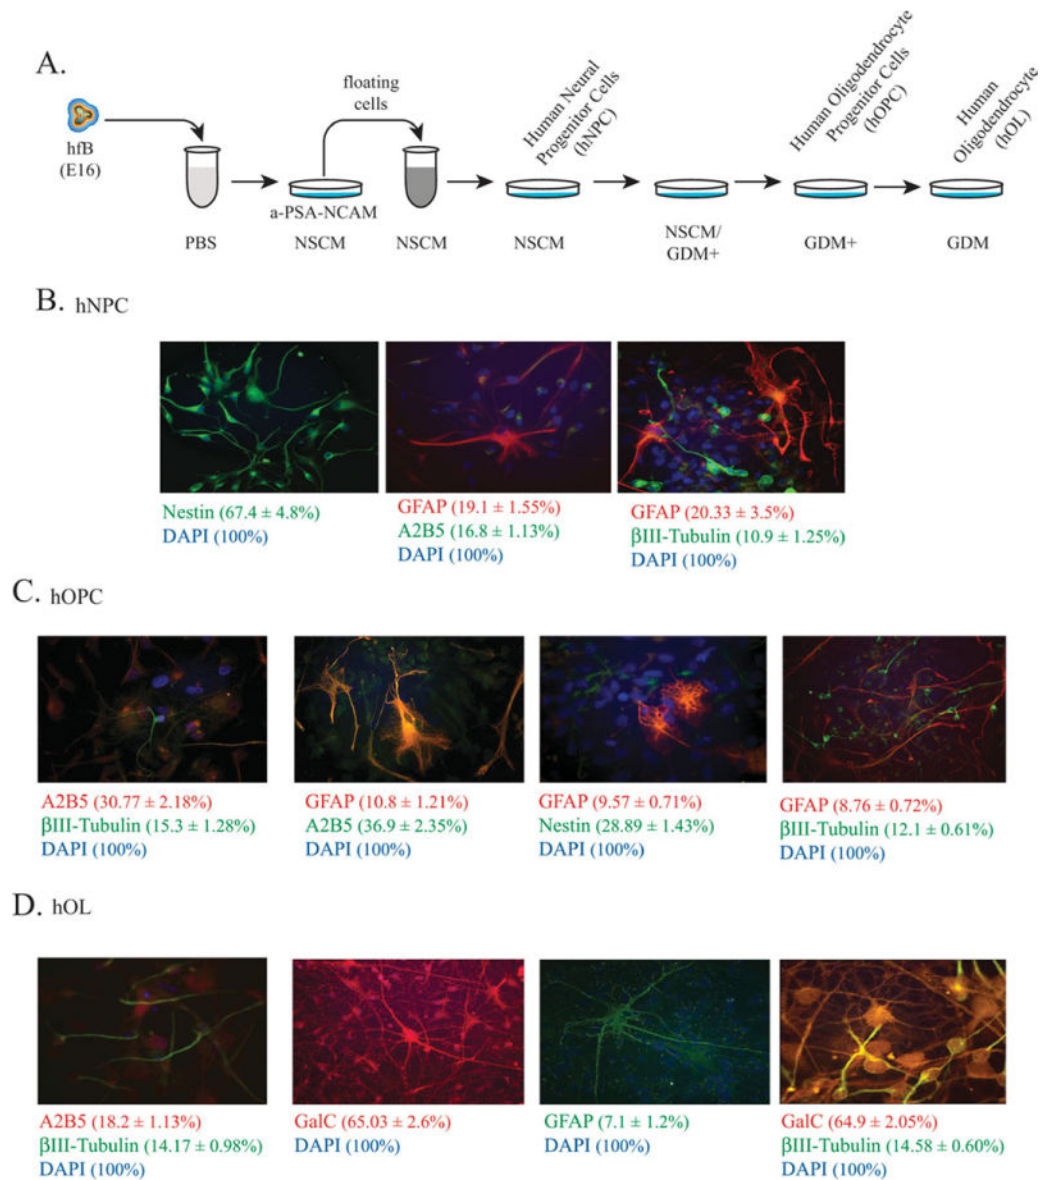 A.
hfB
(E16)
floating
cells
Human Neural
Progenitor Cells
(hNPC)
Human Oligodendrocyte
Progenitor Cells
(hOPC)
Human
Oligodendrocyte
(hOL)
a-PSA-NCAM
PBS
NSCM
NSCM
NSCM
NSCM/
GDM+
GDM+
GDM
B. hNPC
Nestin (67.4 ± 4.8%)
DAPI (100%)
GFAP (19.1 ± 1.55%)
A2B5 (16.8 ± 1.13%)
DAPI (100%)
GFAP (20.33 ± 3.5%)
βIII-Tubulin (10.9 ± 1.25%)
DAPI (100%)
C. hOPC
A2B5 (30.77 ± 2.18%)
βIII-Tubulin (15.3 ± 1.28%)
DAPI (100%)
GFAP (10.8 ± 1.21%)
A2B5 (36.9 ± 2.35%)
DAPI (100%)
GFAP (9.57 ± 0.71%)
Nestin (28.89 ± 1.43%)
DAPI (100%)
GFAP (8.76 ± 0.72%)
βIII-Tubulin (12.1 ± 0.61%)
DAPI (100%)
D. hOL
A2B5 (18.2 ± 1.13%)
βIII-Tubulin (14.17 ± 0.98%)
DAPI (100%)
GalC (65.03 ± 2.6%)
DAPI (100%)
GFAP (7.1 ± 1.2%)
DAPI (100%)
GalC (64.9 ± 2.05%)
βIII-Tubulin (14.58 ± 0.60%)
DAPI (100%)